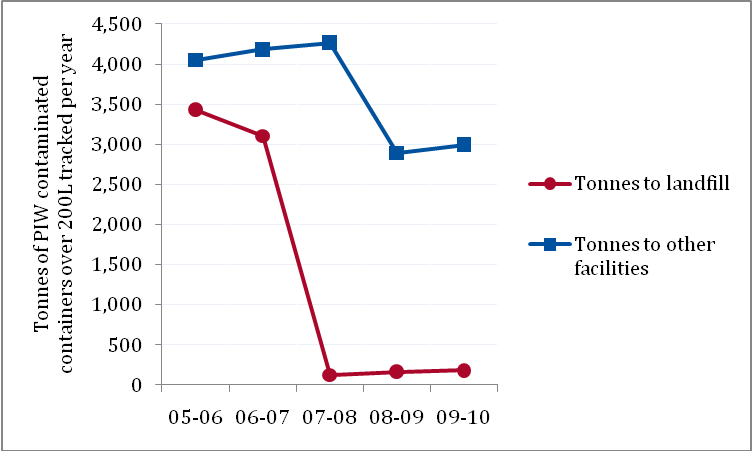 Tonnes of PIW contaminated
containers over 200L tracked per year
4,500
4,000
3,500
3,000
2,500
2,000
1,500
1,000
500
0
05-06 06-07 07-08 08-09 09-10
Tonnes to landfill
Tonnes to other
facilities